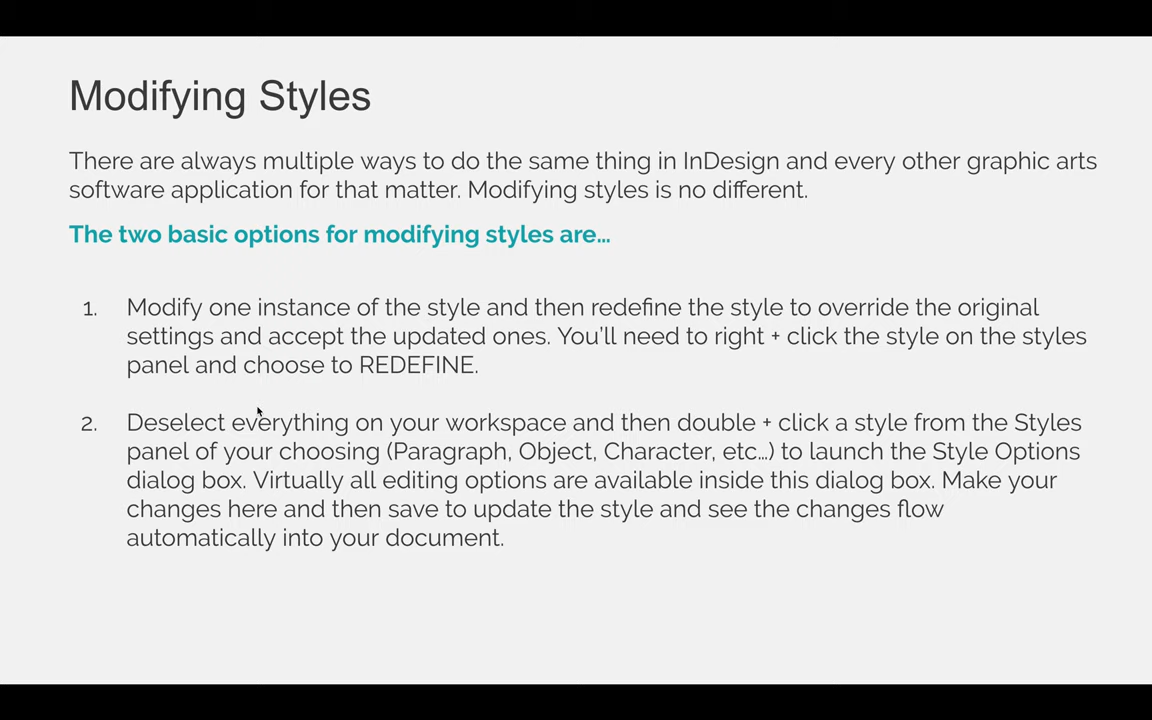 Modifying Styles
There are always multiple ways to do the same thing in InDesign and every other graphic arts
software application for that matter. Modifying styles is no different.
The two basic options for modifying styles are…
1. Modify one instance of the style and then redefine the style to override the original
settings and accept the updated ones. You’ll need to right + click the style on the styles
panel and choose to REDEFINE.
2. Deselect everything on your workspace and then double + click a style from the Styles
panel of your choosing (Paragraph, Object, Character, etc…) to launch the Style Options
dialog box. Virtually all editing options are available inside this dialog box. Make your
changes here and then save to update the style and see the changes flow
automatically into your document.